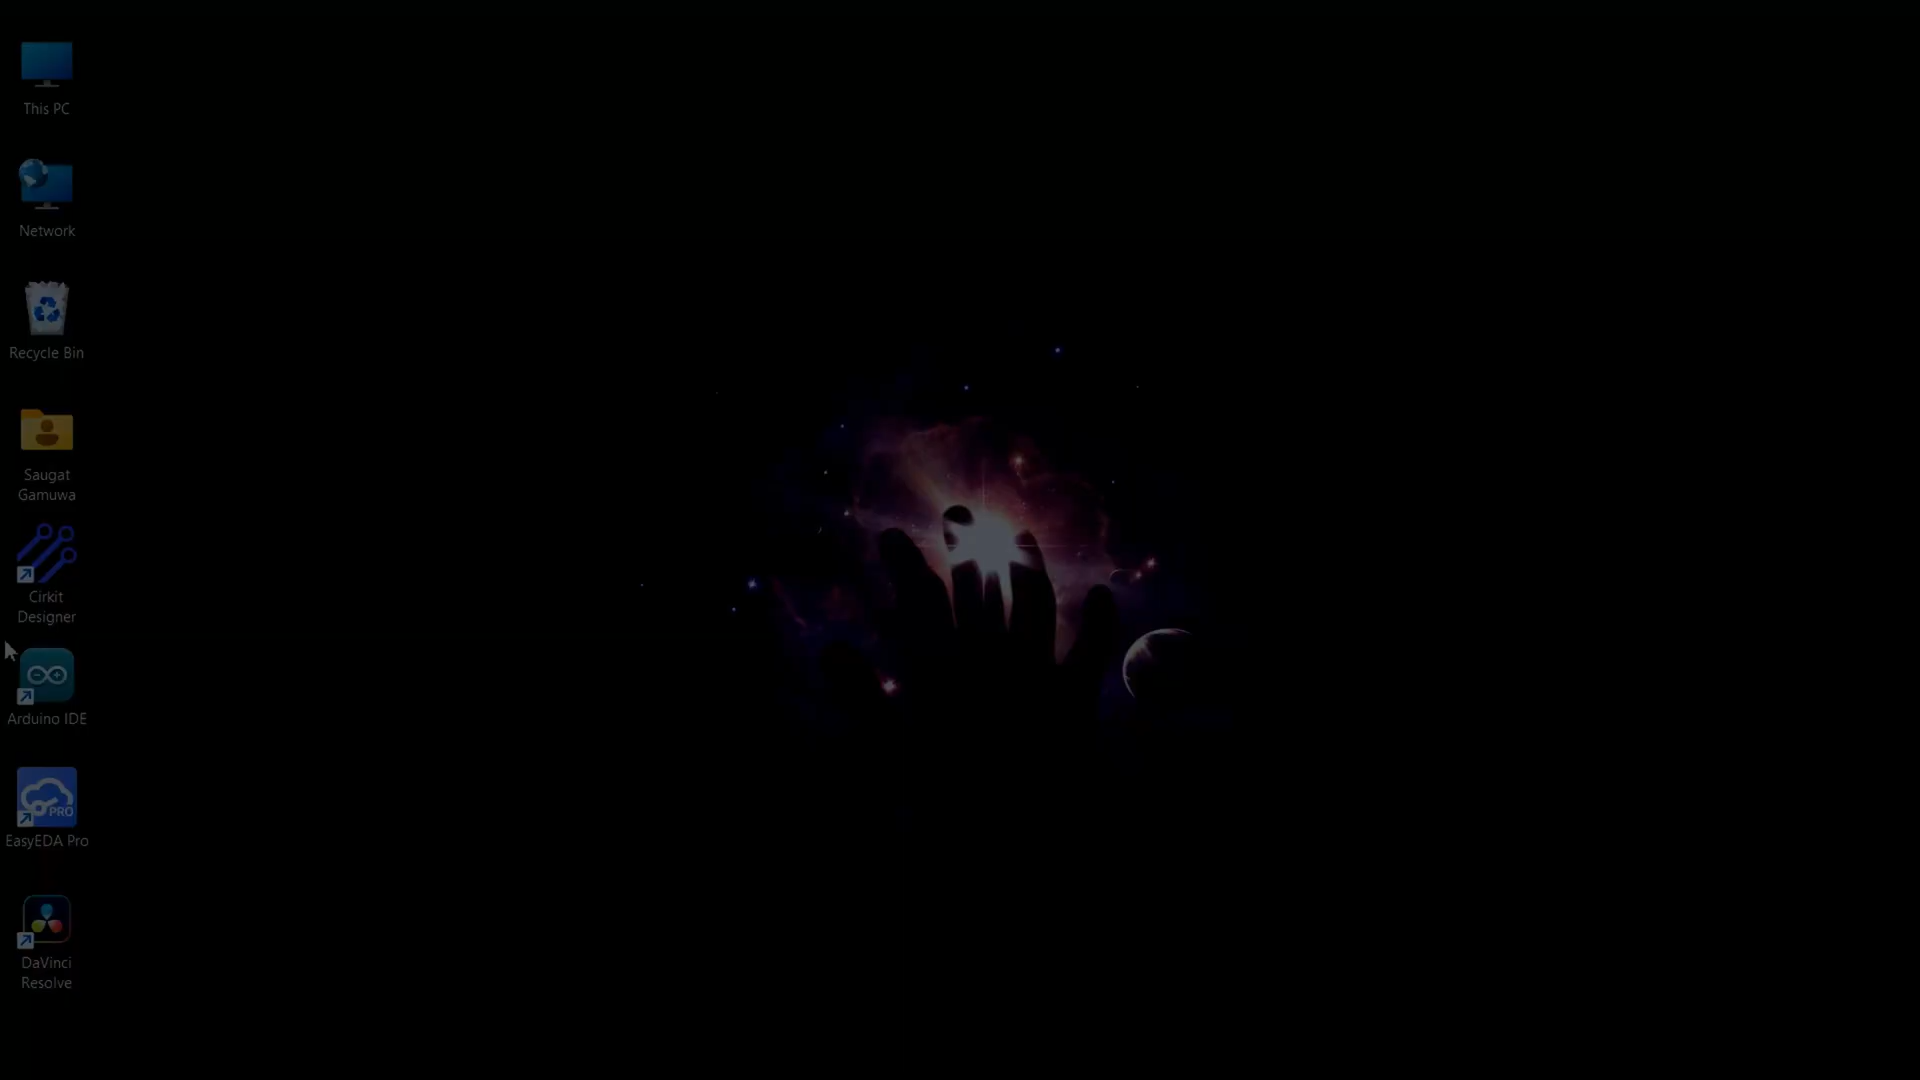 This PC
Network
Recycle Bin
Saugat
Gamuwa
Cirkit
Designer
Arduino IDE
PRO
EasyEDA Pro
DaVinci
Resolve